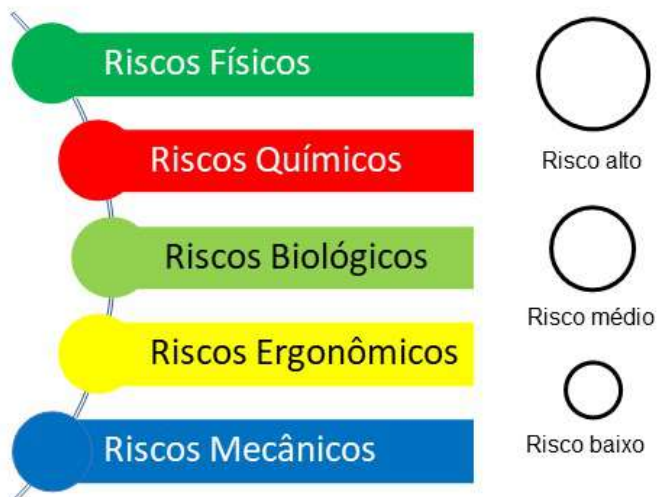 Riscos Físicos
Riscos Químicos
Riscos Biológicos
Riscos Ergonômicos
Riscos Mecânicos
Risco alto
Risco médio
Risco baixo